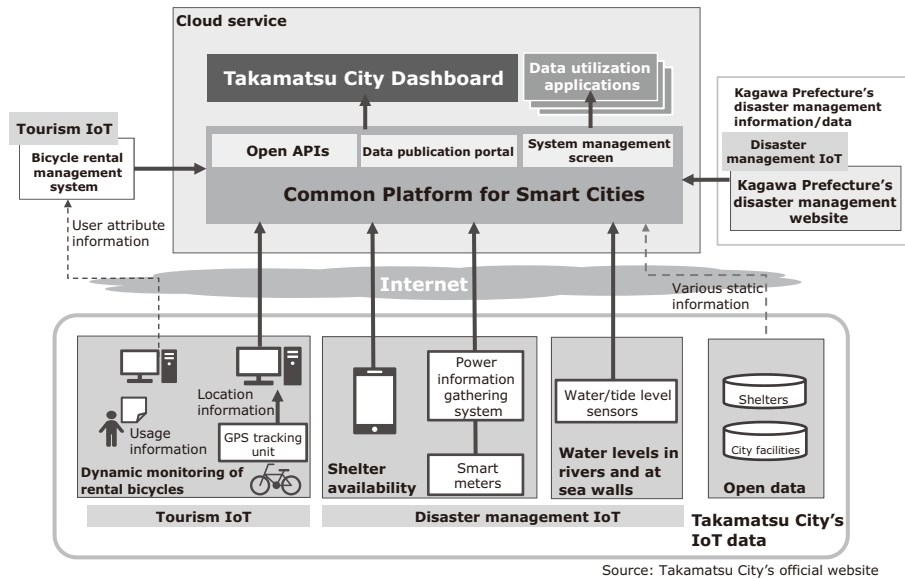 Cloud service
Takamatsu City Dashboard
Data utilization
applications
Kagawa Prefecture's
disaster management
information/data
Tourism IoT
Bicycle rental
management
system
Open APIs
Data publication portal
System management
screen
Disaster
management IoT
Common Platform for Smart Cities
Kagawa Prefecture's
disaster management
website
User attribute
information
Internet
Various static
information
Location
information
Usage
information
GPS tracking
unit
Dynamic monitoring of
rental bicycles
Power
information
gathering
system
Shelter
availability
Smart
meters
Water/tide level
sensors
Water levels in
rivers and at
sea walls
Shelters
City facilities
Open data
Tourism IoT
Disaster management IoT
Takamatsu City's
IoT data
Source: Takamatsu City's official website